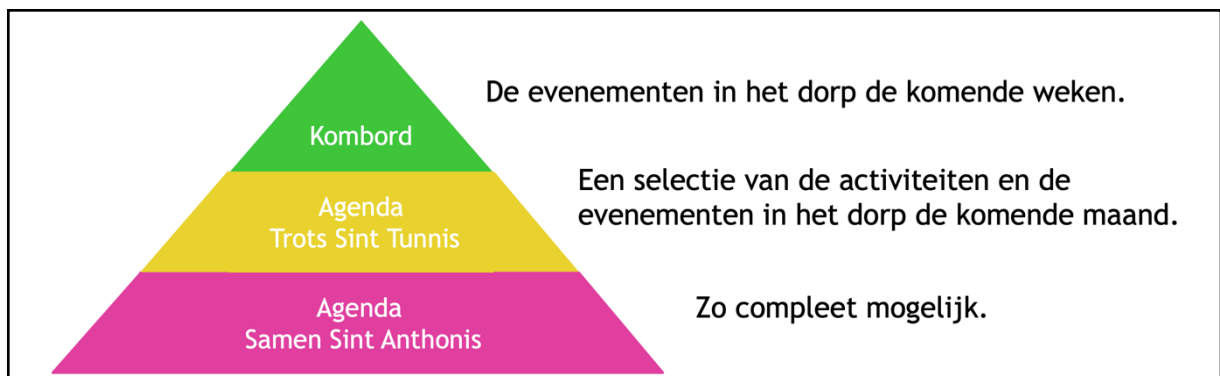 De evenementen in het dorp de komende weken.
Kombord
Een selectie van de activiteiten en de
evenementen in het dorp de komende maand.
Agenda
Trots Sint Tunnis
Zo compleet mogelijk.
Agenda
Samen Sint Anthonis